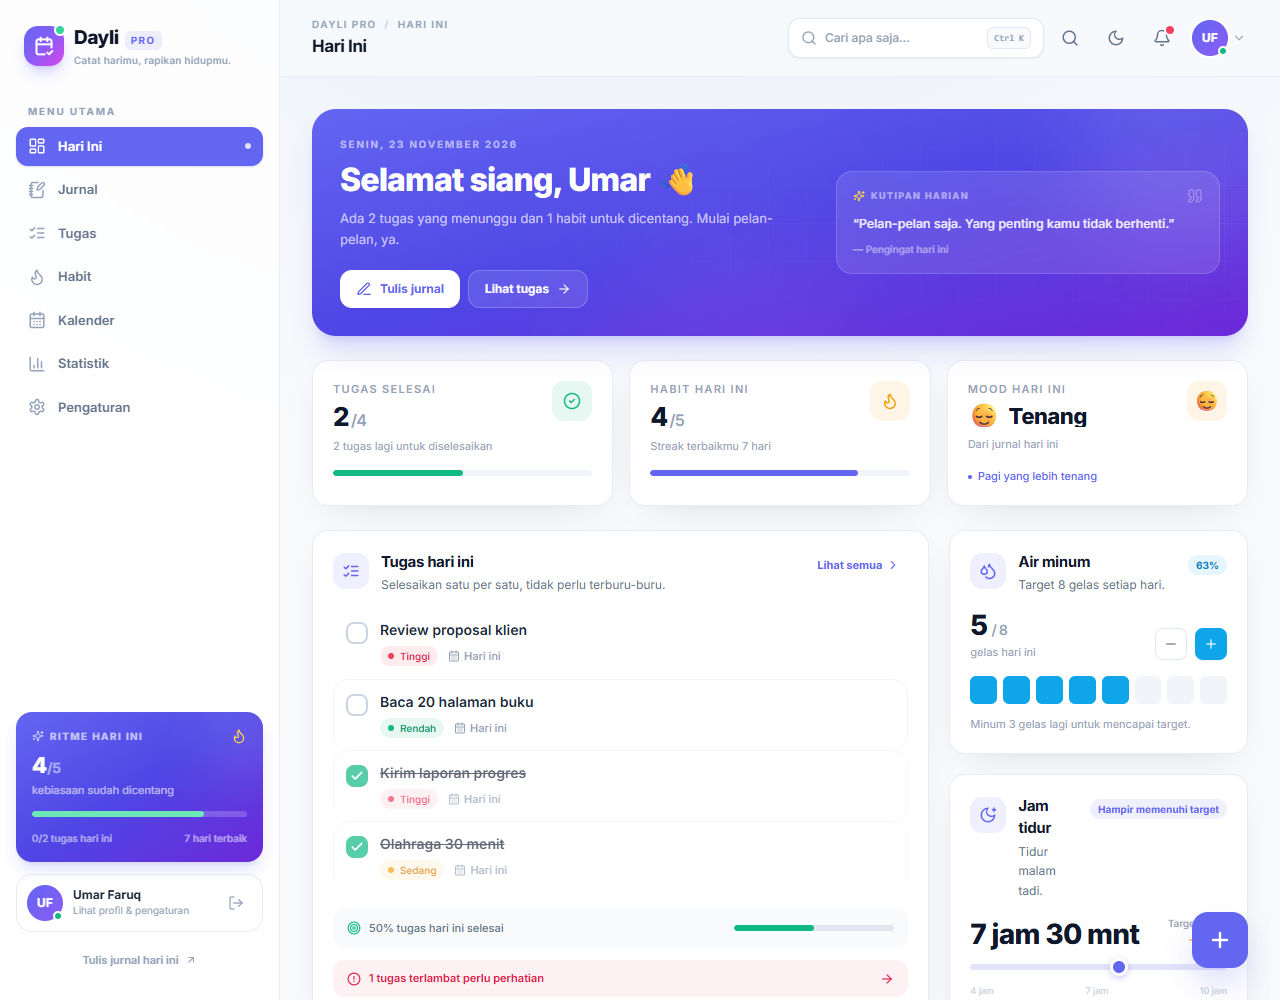 Dayli PRO
Catat harimu, rapikan hidupmu.
MENU UTAMA
Hari Ini
Jurnal
Tugas
Habit
Kalender
Statistik
Pengaturan
RITME HARI INI
4/5
kebiasaan sudah dicentang
0/2 tugas hari ini 7 hari terbaik
UF
Umar Faruq
Lihat profil & pengaturan
Tulis jurnal hari ini
DAYLI PRO / HARI INI
Hari Ini
Cari apa saja...
Ctrl K
UF
SENIN, 23 NOVEMBER 2026
Selamat siang, Umar 👋
Ada 2 tugas yang menunggu dan 1 habit untuk dicentang. Mulai pelan-
pelan, ya.
Tulis jurnal
Lihat tugas
KUTIPAN HARIAN
“Pelan-pelan saja. Yang penting kamu tidak berhenti.”
— Pengingat hari ini
TUGAS SELESAI
2/4
2 tugas lagi untuk diselesaikan
HABIT HARI INI
4/5
Streak terbaikmu 7 hari
MOOD HARI INI
😌 Tenang
Dari jurnal hari ini
Pagi yang lebih tenang
Tugas hari ini
Selesaikan satu per satu, tidak perlu terburu-buru.
Lihat semua
Review proposal klien
Tinggi Hari ini
Baca 20 halaman buku
Rendah Hari ini
Kirim laporan progres
Tinggi Hari ini
Olahraga 30 menit
Sedang Hari ini
50% tugas hari ini selesai
1 tugas terlambat perlu perhatian
Air minum
Target 8 gelas setiap hari.
63%
5 / 8
gelas hari ini
Minum 3 gelas lagi untuk mencapai target.
Jam
tidur
Hampir memenuhi target
Tidur
malam
tadi.
7 jam 30 mnt
4 jam 7 jam 10 jam